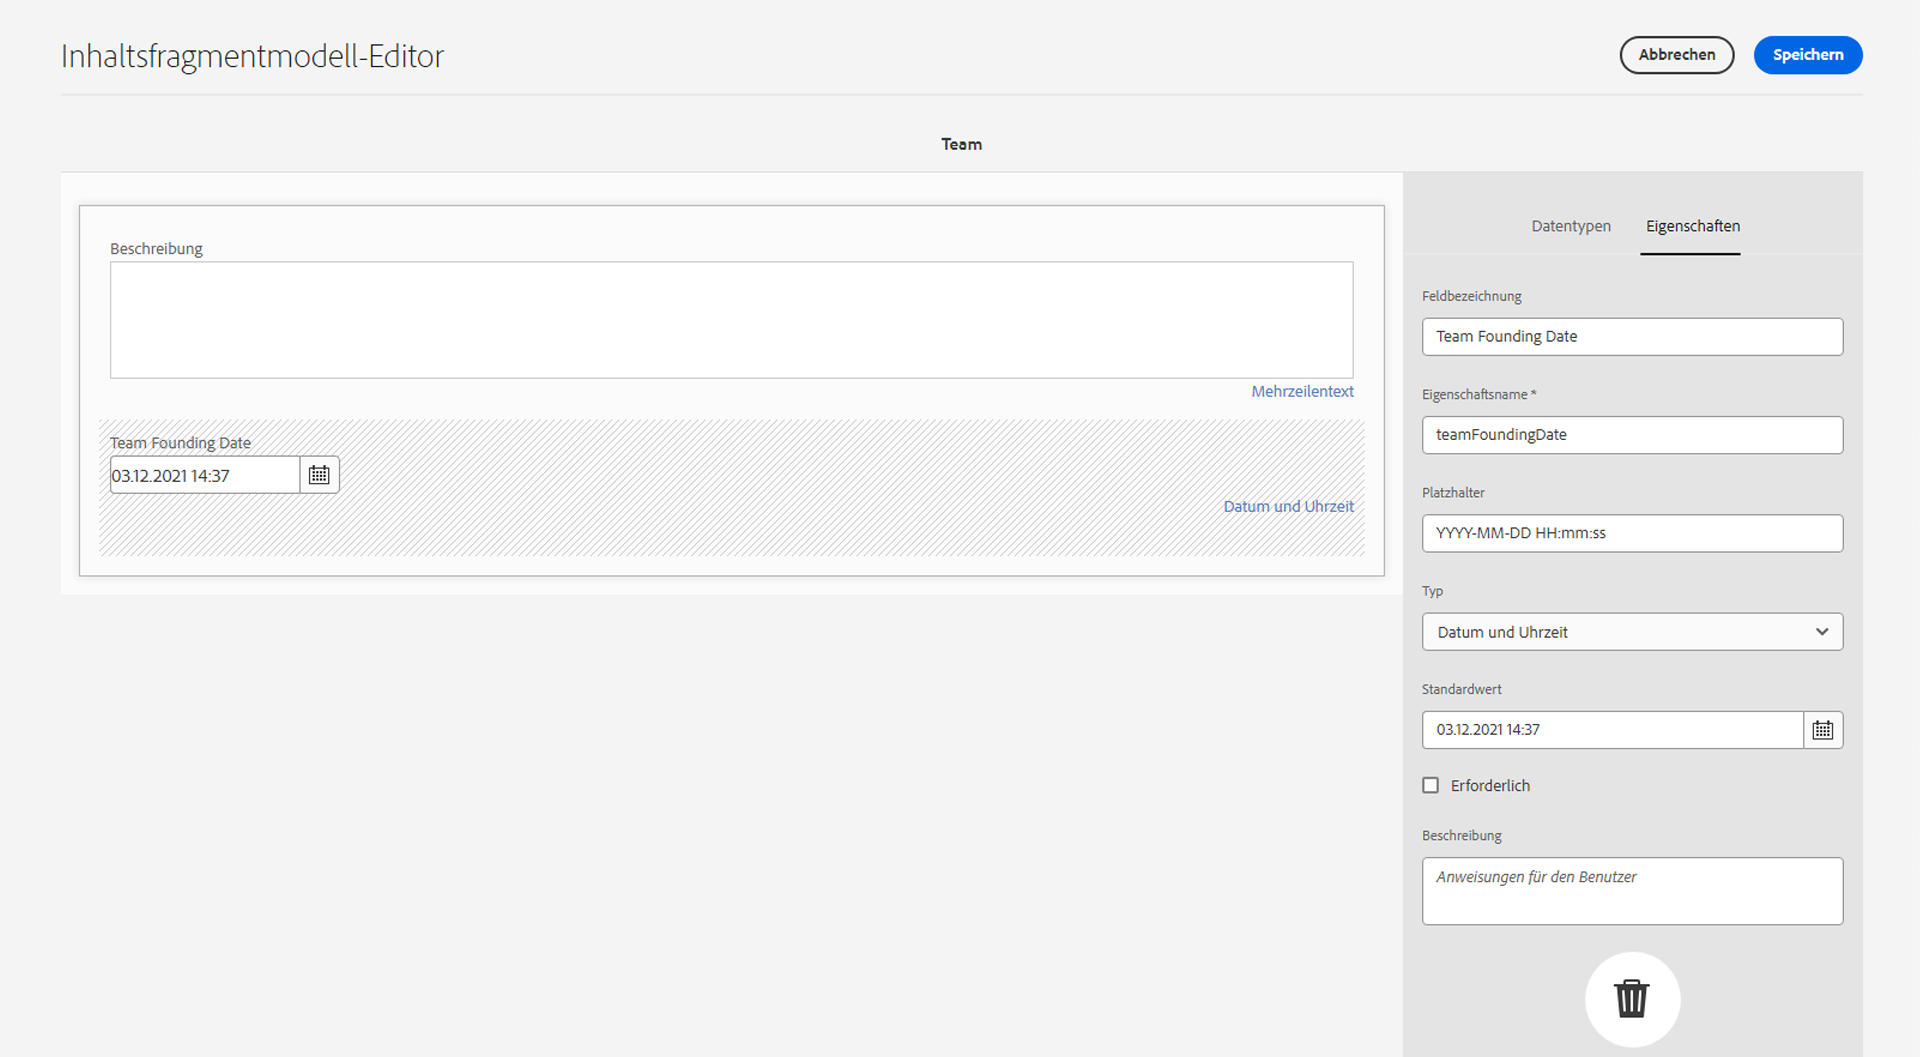 Inhaltsfragmentmodell-Editor
Abbrechen
Speichern
Team
Beschreibung
Mehrzeilentext
Team Founding Date
03.12.2021 14:37
Datum und Uhrzeit
Datentypen
Eigenschaften
Feldbezeichnung
Team Founding Date
Eigenschaftsname *
teamFoundingDate
Platzhalter
YYYY-MM-DD HH:mm:ss
Typ
Datum und Uhrzeit
Standardwert
03.12.2021 14:37
Erforderlich
Beschreibung
Anweisungen für den Benutzer